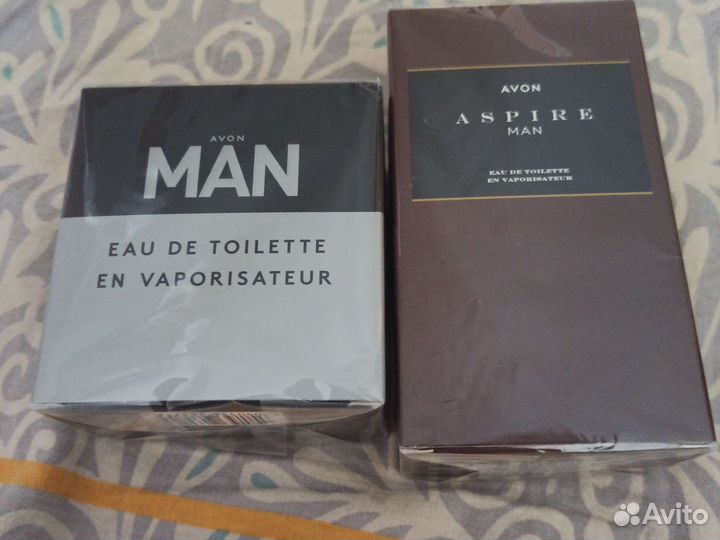 AVON
MAN
EAU DE TOILETTE
EN VAPORISATEUR
AVON
ASPIRE
MAN
EAU DE TOILETTE
EN VAPORISATEUR
Avito